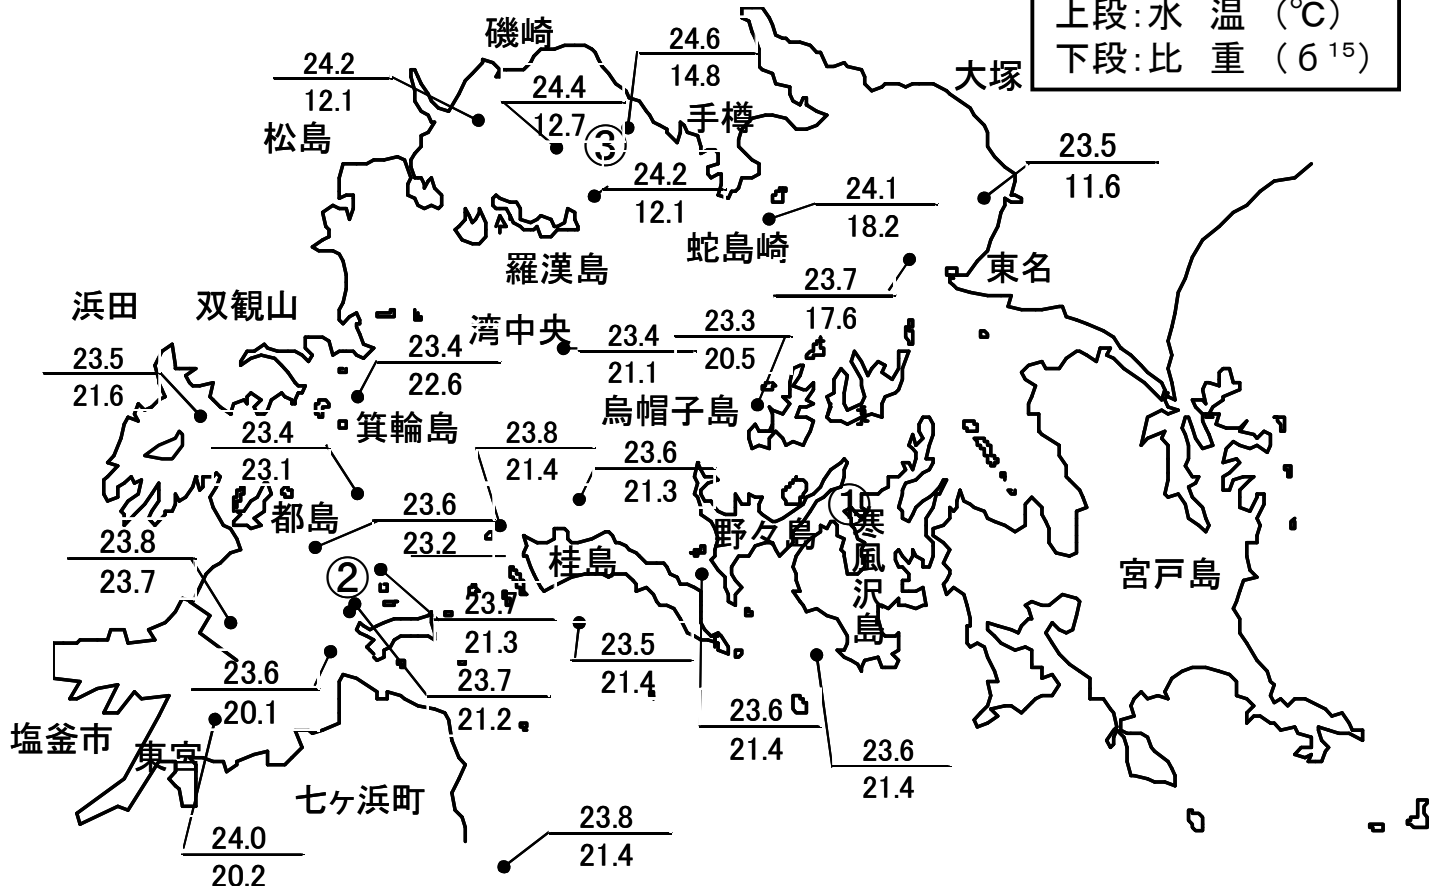 上段：水 温 （℃）
下段：比 重 （б¹⁵）
磯崎
24.6
14.8
大塚
24.2
12.1
24.4
12.7
③
手樽
松島
23.5
11.6
24.2
12.1
24.1
18.2
蛇島崎
羅漢島
東名
23.7
17.6
浜田
双観山
湾中央
23.4
21.1
23.3
20.5
23.5
21.6
23.4
22.6
烏帽子島
箕輪島
23.4
23.1
23.8
21.4
23.6
21.3
都島
23.6
23.2
①
野々島
寒風沢島
桂島
宮戸島
23.8
23.7
②
23.7
21.3
23.5
21.4
23.6
20.1
23.7
21.2
23.6
21.4
塩釜市
東宮
23.6
21.4
七ヶ浜町
24.0
20.2
23.8
21.4